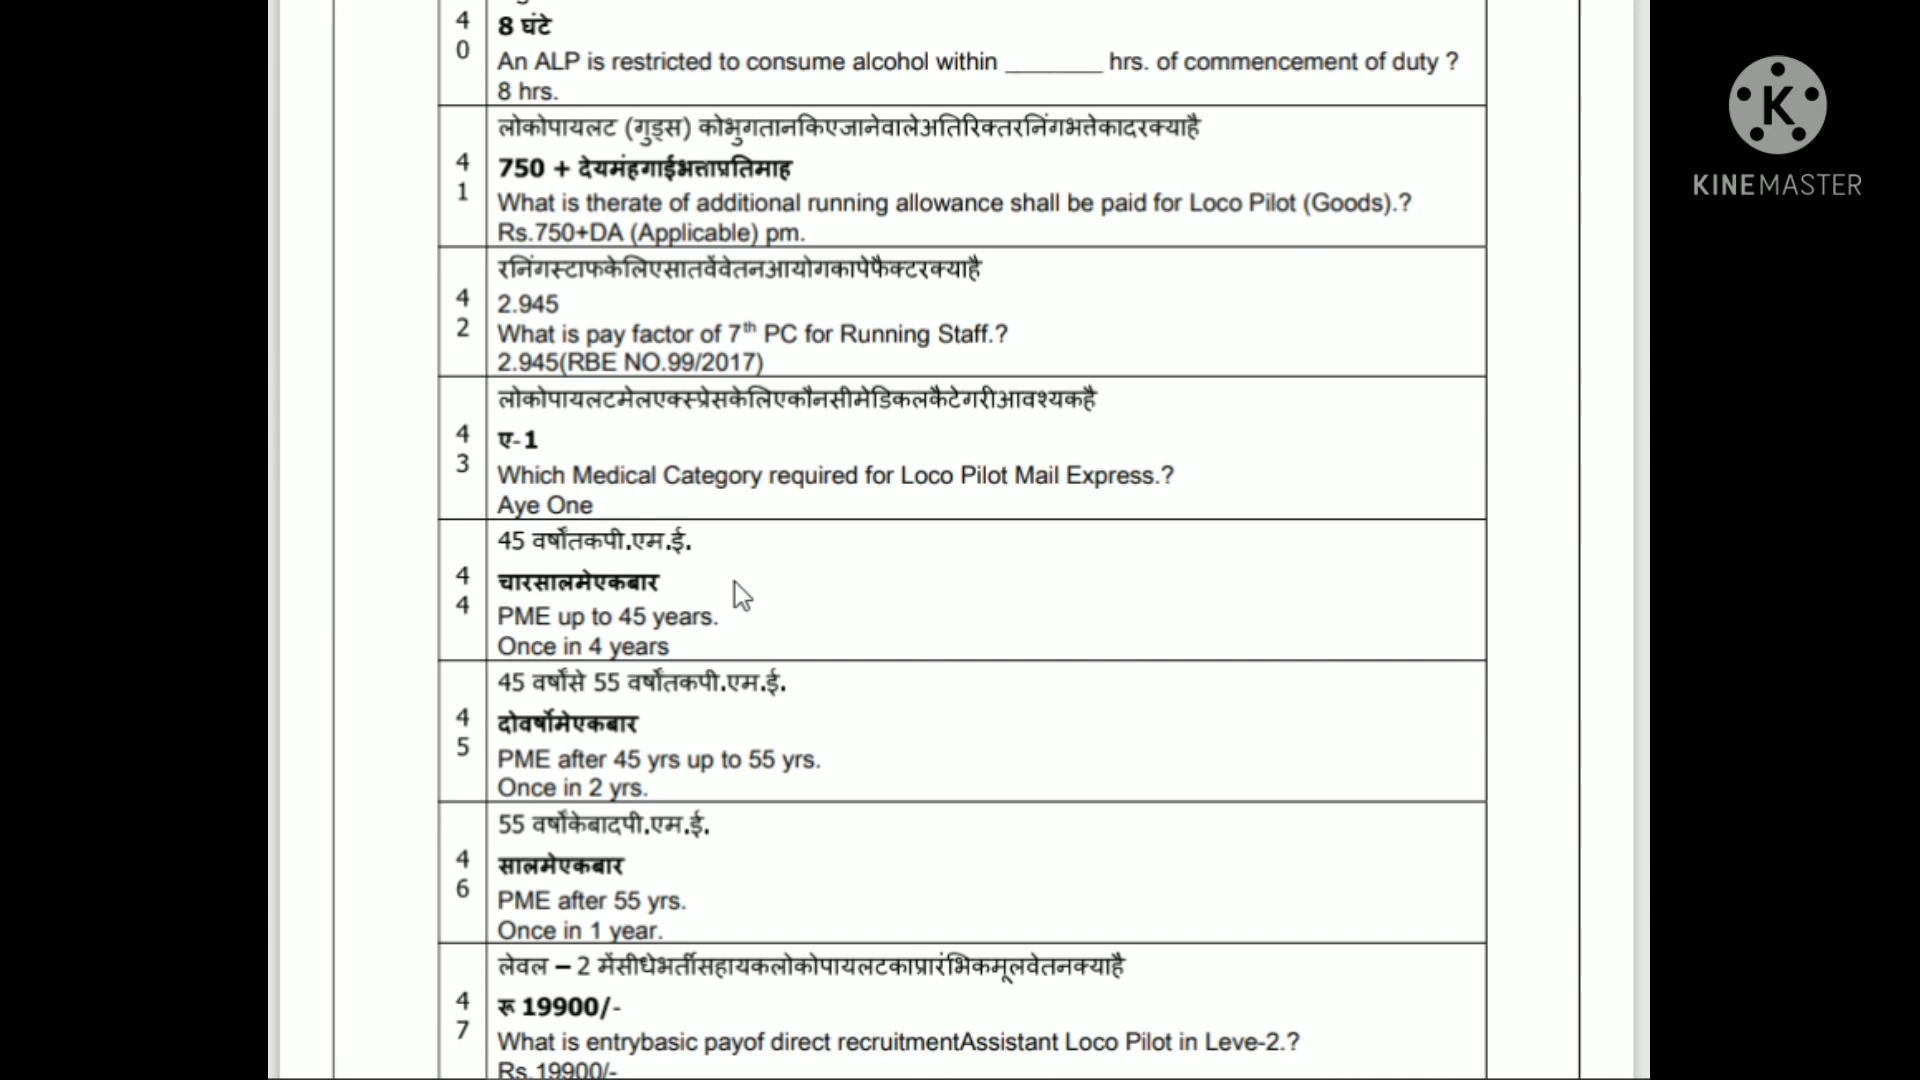 4
0
8 घंटे
An ALP is restricted to consume alcohol within ________ hrs. of commencement of duty ?
8 hrs.
4
1
लोकोपायलट (गुड्स) कोभुगतानकिएजानेवालेअतिरिक्तरनिंगभत्तेकादरक्याहै
750 + देयमंहगाईभत्ताप्रतिमाह
What is therate of additional running allowance shall be paid for Loco Pilot (Goods).?
Rs.750+DA (Applicable) pm.
4
2
रनिंगस्टाफकेलिएसातवेंवेतनआयोगकापेफैक्टरक्याहै
2.945
What is pay factor of 7th PC for Running Staff.?
2.945(RBE NO.99/2017)
4
3
लोकोपायलटमेलएक्स्प्रेसकेलिएकौनसीमेडिकलकैटेगरीआवश्यकहै
ए-1
Which Medical Category required for Loco Pilot Mail Express.?
Aye One
4
4
45 वर्षोंतकपी.एम.ई.
चारसालमेएकबार
PME up to 45 years.
Once in 4 years
4
5
45 वर्षोंसे 55 वर्षोंतकपी.एम.ई.
दोवर्षोमेएकबार
PME after 45 yrs up to 55 yrs.
Once in 2 yrs.
4
6
55 वर्षोंकेबादपी.एम.ई.
सालमेएकबार
PME after 55 yrs.
Once in 1 year.
4
7
लेवल – 2 मेंसीधेभर्तीसहायकलोकोपायलटकाप्रारंभिकमूलवेतनक्याहै
रू 19900/-
What is entrybasic payof direct recruitmentAssistant Loco Pilot in Leve-2.?
Rs.19900/-
K
KINEMASTER